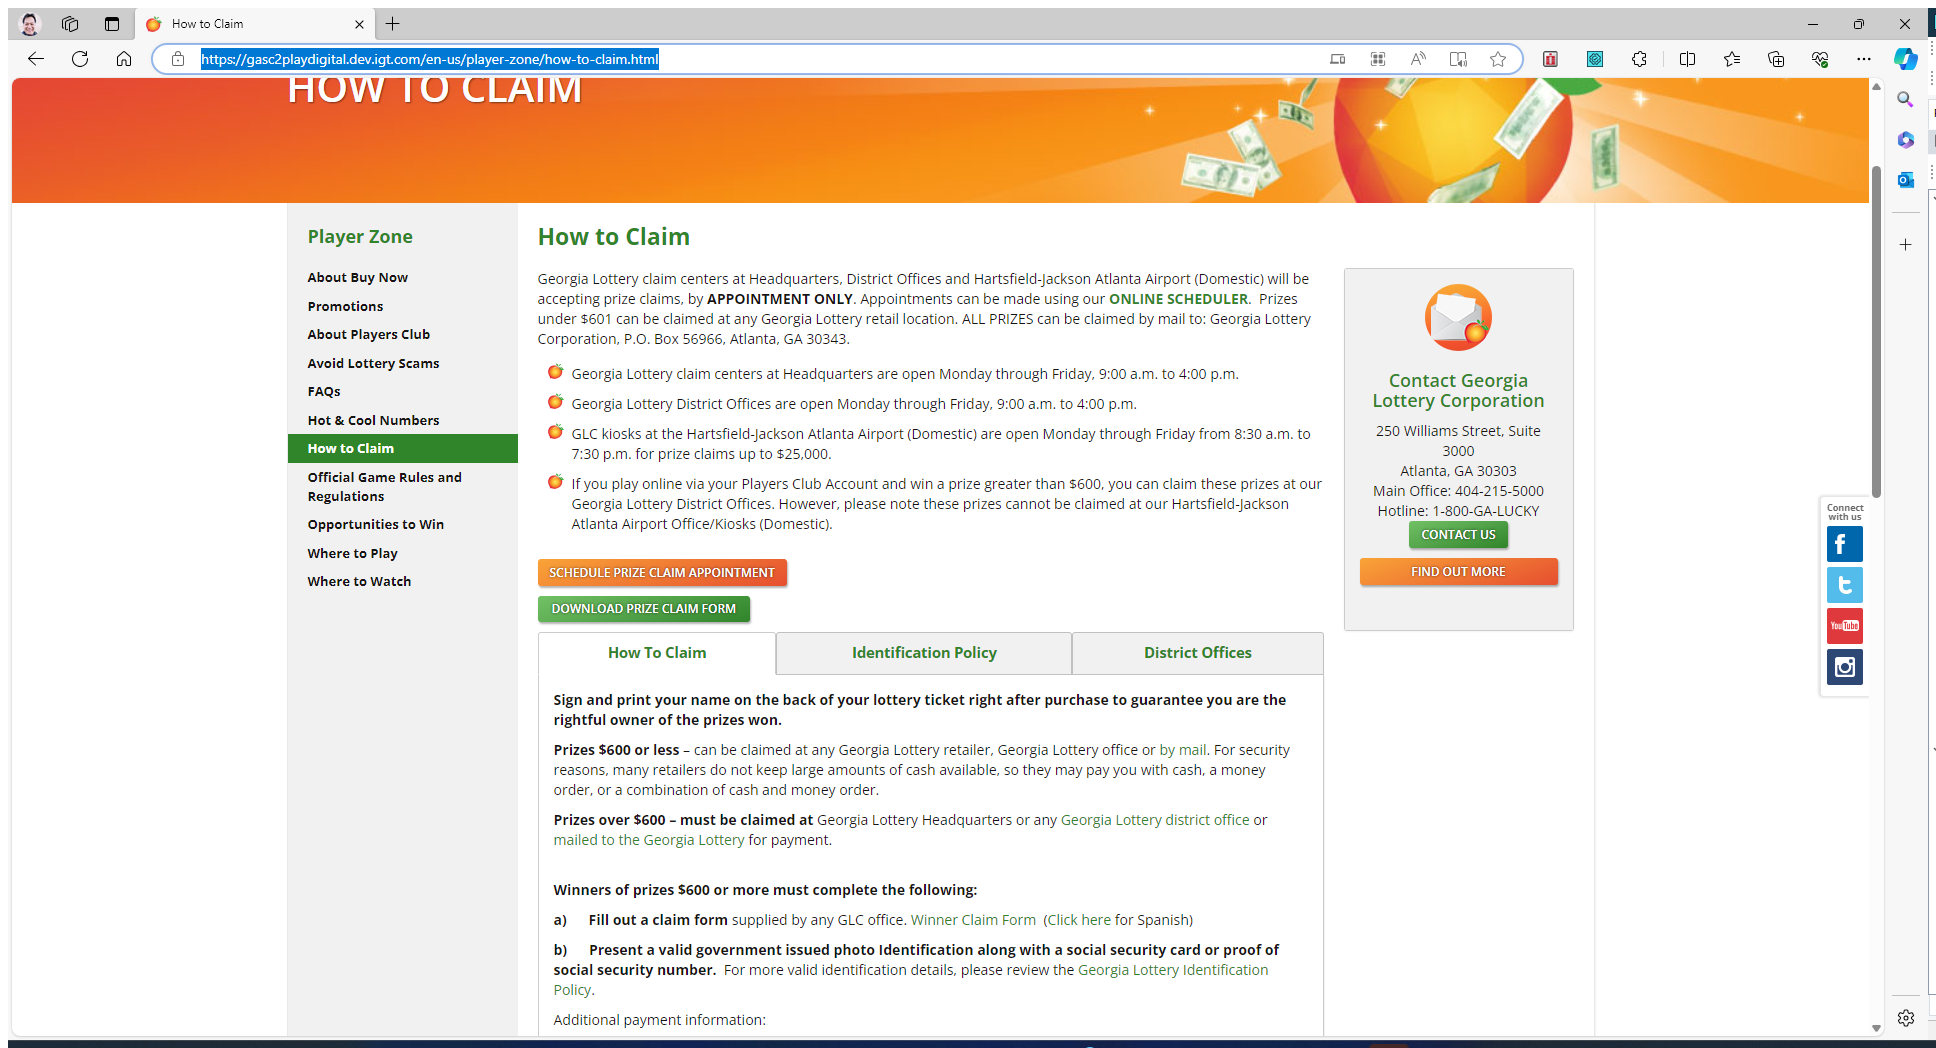 How to Claim
https://gasc2playdigital.dev.igt.com/en-us/player-zone/how-to-claim.html
HOW TO CLAIM
Player Zone
About Buy Now
Promotions
About Players Club
Avoid Lottery Scams
FAQs
Hot & Cool Numbers
How to Claim
Official Game Rules and
Regulations
Opportunities to Win
Where to Play
Where to Watch
How to Claim
Georgia Lottery claim centers at Headquarters, District Offices and Hartsfield-Jackson Atlanta Airport (Domestic) will be
accepting prize claims, by APPOINTMENT ONLY. Appointments can be made using our ONLINE SCHEDULER.  Prizes
under $601 can be claimed at any Georgia Lottery retail location. ALL PRIZES can be claimed by mail to: Georgia Lottery
Corporation, P.O. Box 56966, Atlanta, GA 30343.
Georgia Lottery claim centers at Headquarters are open Monday through Friday, 9:00 a.m. to 4:00 p.m.
Georgia Lottery District Offices are open Monday through Friday, 9:00 a.m. to 4:00 p.m.
GLC kiosks at the Hartsfield-Jackson Atlanta Airport (Domestic) are open Monday through Friday from 8:30 a.m. to
7:30 p.m. for prize claims up to $25,000.
If you play online via your Players Club Account and win a prize greater than $600, you can claim these prizes at our
Georgia Lottery District Offices. However, please note these prizes cannot be claimed at our Hartsfield-Jackson
Atlanta Airport Office/Kiosks (Domestic).
SCHEDULE PRIZE CLAIM APPOINTMENT
DOWNLOAD PRIZE CLAIM FORM
How To Claim
Identification Policy
District Offices
Sign and print your name on the back of your lottery ticket right after purchase to guarantee you are the
rightful owner of the prizes won.
Prizes $600 or less – can be claimed at any Georgia Lottery retailer, Georgia Lottery office or by mail. For security
reasons, many retailers do not keep large amounts of cash available, so they may pay you with cash, a money
order, or a combination of cash and money order.
Prizes over $600 – must be claimed at Georgia Lottery Headquarters or any Georgia Lottery district office or
mailed to the Georgia Lottery for payment.
Winners of prizes $600 or more must complete the following:
a) Fill out a claim form supplied by any GLC office. Winner Claim Form (Click here for Spanish)
b) Present a valid government issued photo Identification along with a social security card or proof of
social security number. For more valid identification details, please review the Georgia Lottery Identification
Policy.
Additional payment information:
Contact Georgia
Lottery Corporation
250 Williams Street, Suite
3000
Atlanta, GA 30303
Main Office: 404-215-5000
Hotline: 1-800-GA-LUCKY
CONTACT US
FIND OUT MORE
Connect
with us
YouTube